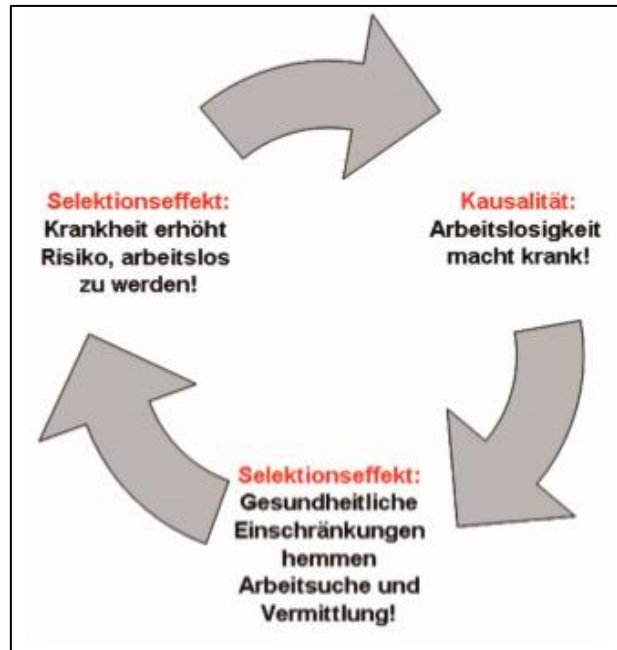 Selektionseffekt:
Krankheit erhöht
Risiko, arbeitslos
zu werden!
Kausalität:
Arbeitslosigkeit
macht krank!
Selektionseffekt:
Gesundheitliche
Einschränkungen
hemmen
Arbeitsuche und
Vermittlung!